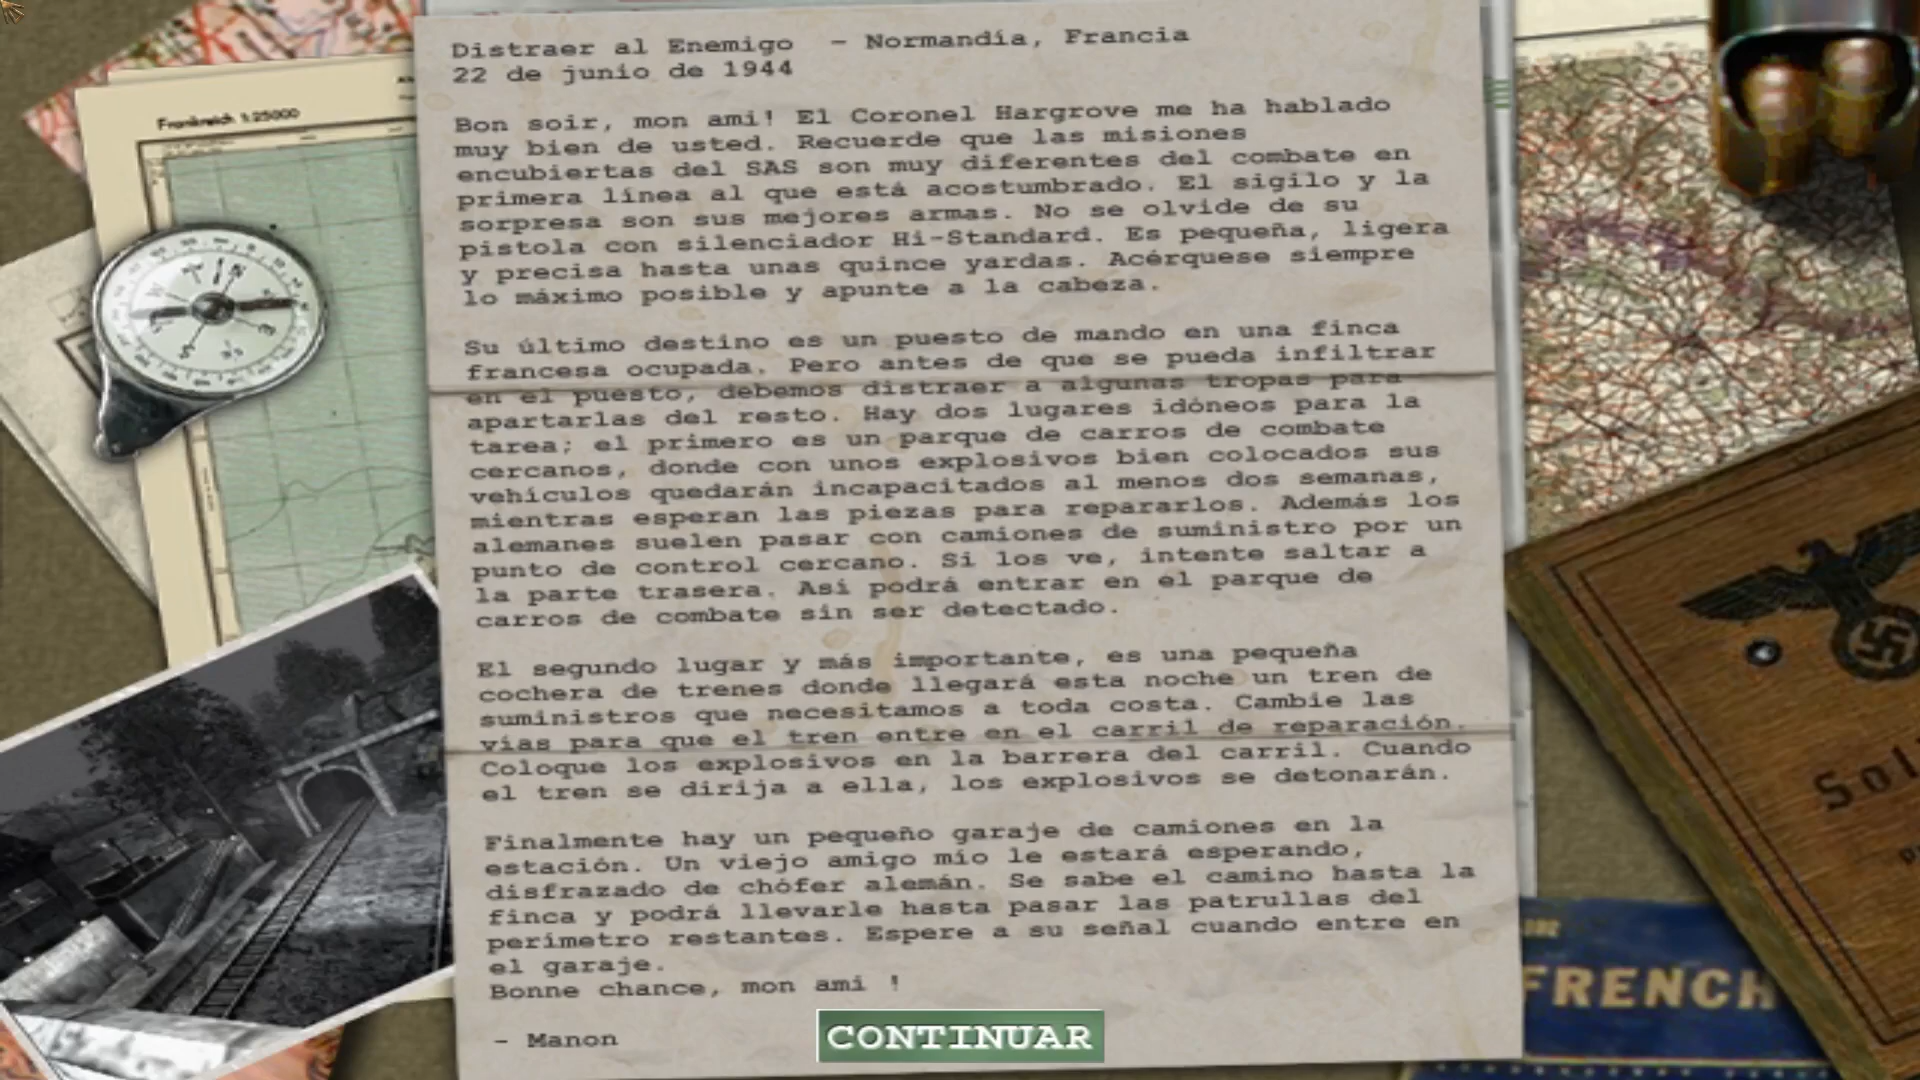 Distraer al Enemigo - Normandía, Francia
22 de junio de 1944
Bon soir, mon ami! El Coronel Hargrove me ha hablado
muy bien de usted. Recuerde que las misiones
encubiertas del SAS son muy diferentes del combate en
primera línea al que está acostumbrado. El sigilo y la
sorpresa son sus mejores armas. No se olvide de su
pistola con silenciador Hi-Standard. Es pequeña, ligera
y precisa hasta unas quince yardas. Acérquese siempre
lo máximo posible y apunte a la cabeza.
Su último destino es un puesto de mando en una finca
francesa ocupada. Pero antes de que se pueda infiltrar
en el puesto, debemos distraer a algunas tropas para
apartarlas del resto. Hay dos lugares idóneos para la
tarea; el primero es un parque de carros de combate
cercanos, donde con unos explosivos bien colocados sus
vehículos quedarán incapacitados al menos dos semanas,
mientras esperan las piezas para repararlos. Además los
alemanes suelen pasar con camiones de suministro por un
punto de control cercano. Si los ve, intente saltar a
la parte trasera. Así podrá entrar en el parque de
carros de combate sin ser detectado.
El segundo lugar y más importante, es una pequeña
cochera de trenes donde llegará esta noche un tren de
suministros que necesitamos a toda costa. Cambie las
vías para que el tren entre en el carril de reparación.
Coloque los explosivos en la barrera del carril. Cuando
el tren se dirija a ella, los explosivos se detonarán.
Finalmente hay un pequeño garaje de camiones en la
estación. Un viejo amigo mío le estará esperando,
disfrazado de chófer alemán. Se sabe el camino hasta la
finca y podrá llevarle hasta pasar las patrullas del
perímetro restantes. Espere a su señal cuando entre en
el garaje.
Bonne chance, mon ami !
- Manon
CONTINUAR
Frankreich 1:25000
N
E
S
Sol
FRENCH